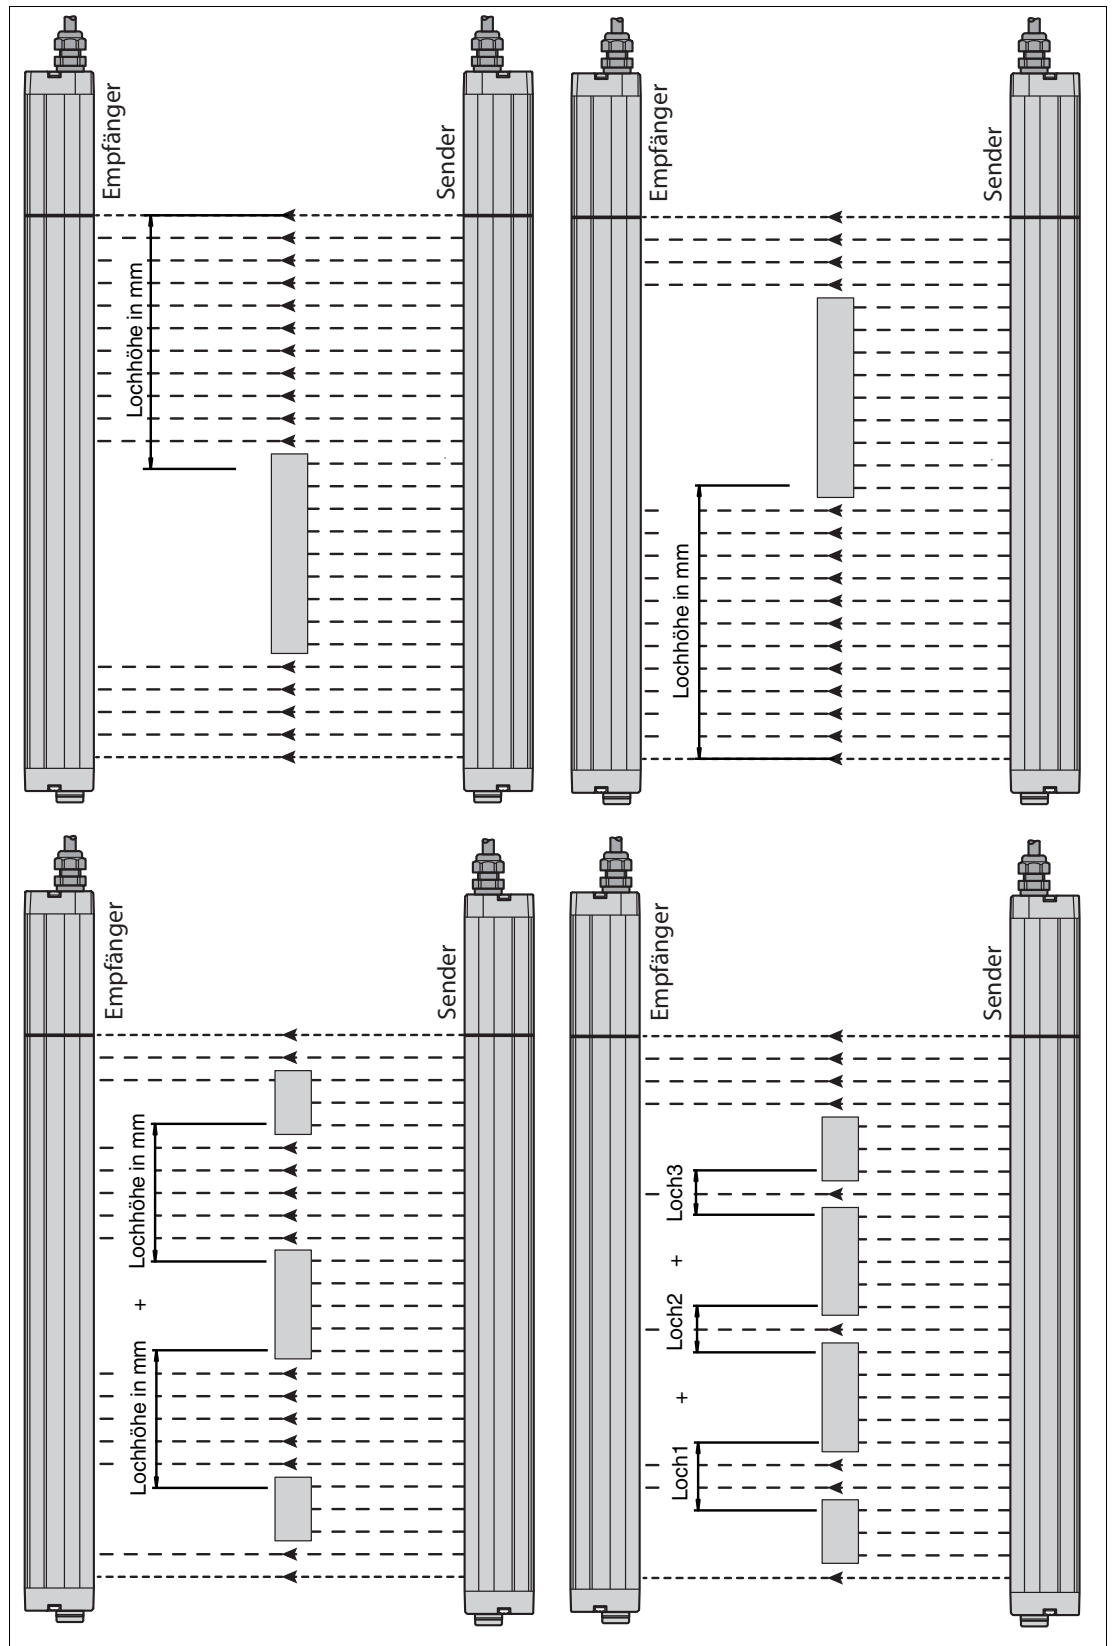 Empfänger
Sender
Lochhöhe in mm
Empfänger
Sender
Lochhöhe in mm
Empfänger
Sender
Lochhöhe in mm
+
Lochhöhe in mm
Empfänger
Sender
Loch3
+
Loch2
+
Loch1